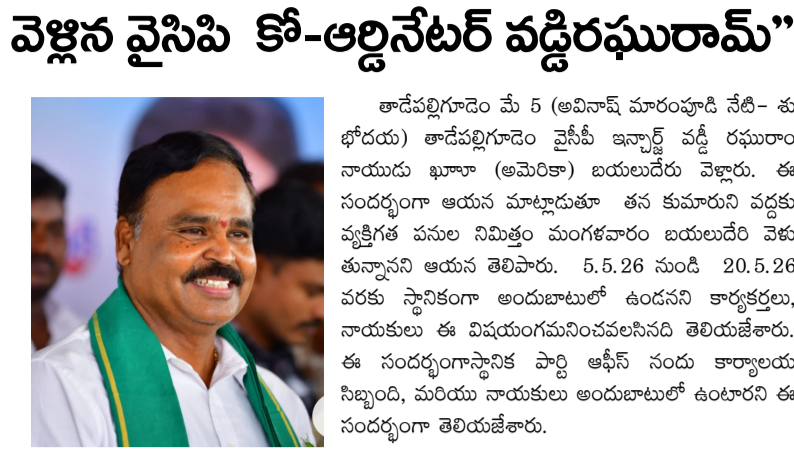 వెళ్లిన వైసిపి కో-ఆర్డినేటర్ వడ్డిరఘురామ్”
తాడేపల్లిగూడెం మే 5 (అవినాష్ మారంపూడి నేటి- శు
భోదయ) తాడేపల్లిగూడెం వైసీపీ ఇన్చార్జ్ వడ్డీ రఘురాం
నాయుడు ఖూూ (అమెరికా) బయలుదేరు వెళ్లారు. ఈ
సందర్భంగా ఆయన మాట్లాడుతూ తన కుమారుని వద్దకు
వ్యక్తిగత పనుల నిమిత్తం మంగళవారం బయలుదేరి వెళు
తున్నానని ఆయన తెలిపారు. 5.5.26 నుండి 20.5.26
వరకు స్థానికంగా అందుబాటులో ఉండనని కార్యకర్తలు,
నాయకులు ఈ విషయంగమనించవలసినది తెలియజేశారు.
ఈ సందర్భంగాస్థానిక పార్టి ఆఫీస్ నందు కార్యాలయ
సిబ్బంది, మరియు నాయకులు అందుబాటులో ఉంటారని ఈ
సందర్భంగా తెలియజేశారు.